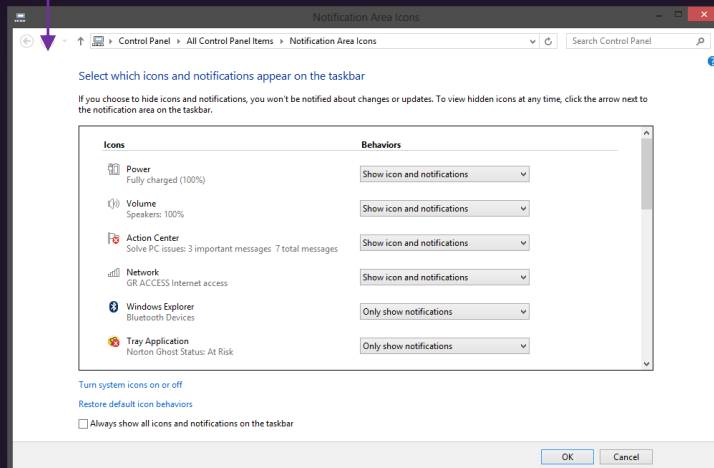 Notification Area Icons
Control Panel All Control Panel Items Notification Area Icons Search Control Panel
Select which icons and notifications appear on the taskbar
If you choose to hide icons and notifications, you won't be notified about changes or updates. To view hidden icons at any time, click the arrow next to
the notification area on the taskbar.
Icons Behaviors
Power
Fully charged (100%)
Show icon and notifications
Volume
Speakers: 100%
Show icon and notifications
Action Center
Solve PC issues: 3 important messages 7 total messages
Show icon and notifications
Network
GR ACCESS Internet access
Show icon and notifications
Windows Explorer
Bluetooth Devices
Only show notifications
Tray Application
Norton Ghost Status: At Risk
Only show notifications
Turn system icons on or off
Restore default icon behaviors
Always show all icons and notifications on the taskbar
OK Cancel